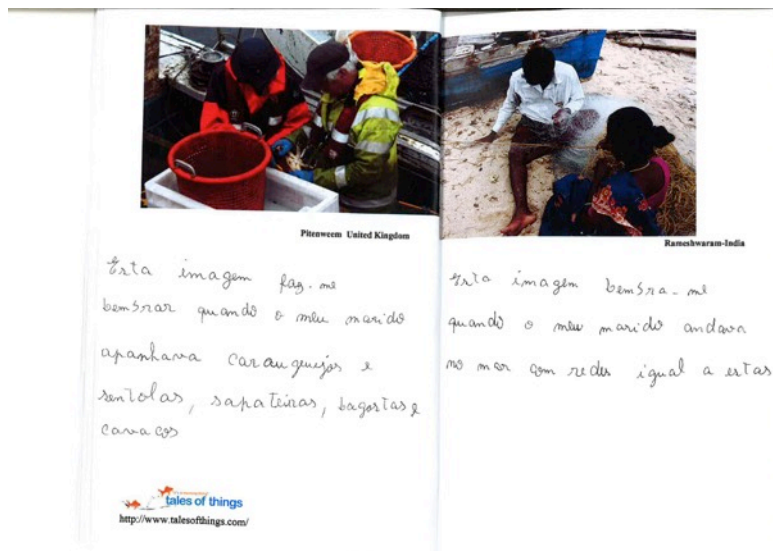 Pitenweem United Kingdom
Esta imagem faz-me
lembrar quando o meu marido
apanhava caranguejos e
sentolas, sapateiras, lagostas e
cavacos
tales of things
http://www.talesofthings.com/
Rameshwaram-India
Esta imagem lembra-me
quando o meu marido andava
no mar com redes igual a estas